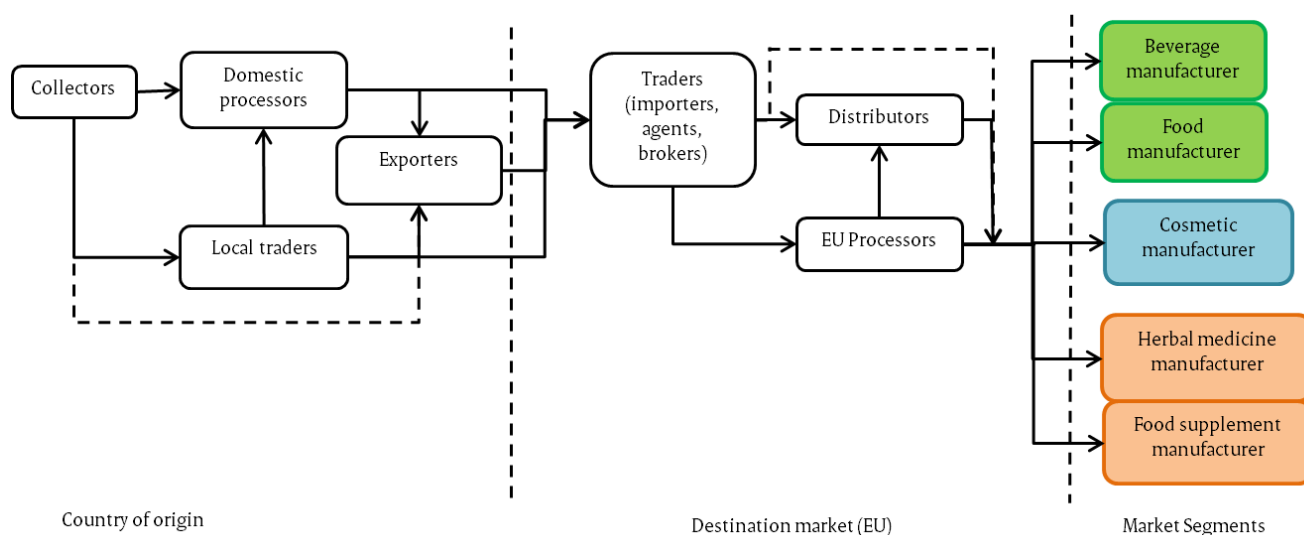 Collectors
Domestic
processors
Exporters
Local traders
Traders
(importers,
agents,
brokers)
Distributors
EU Processors
Beverage
manufacturer
Food
manufacturer
Cosmetic
manufacturer
Herbal medicine
manufacturer
Food supplement
manufacturer
Country of origin
Destination market (EU)
Market Segments